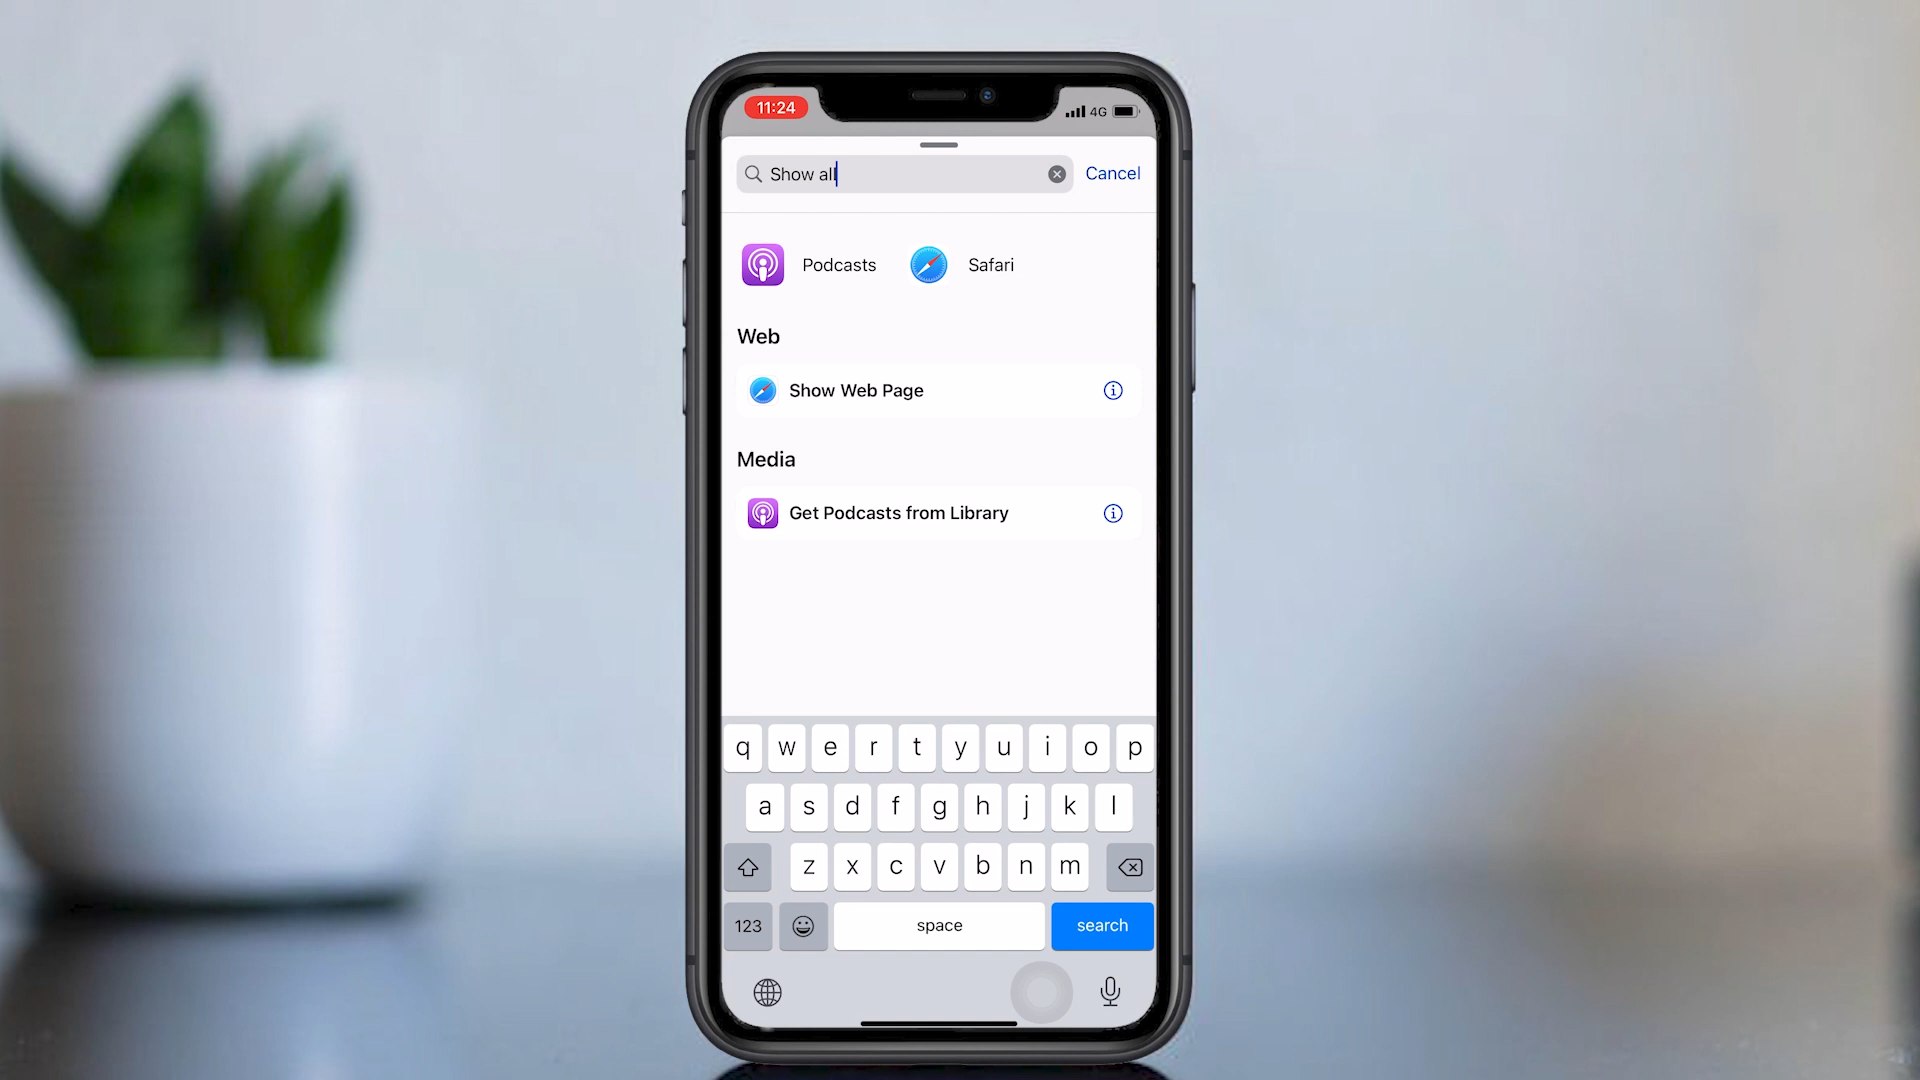 11:24
4G
Show all
Cancel
Podcasts Safari
Web
Show Web Page
Media
Get Podcasts from Library
q w e r t y u i o p
a s d f g h j k l
z x c v b n m
123 space search